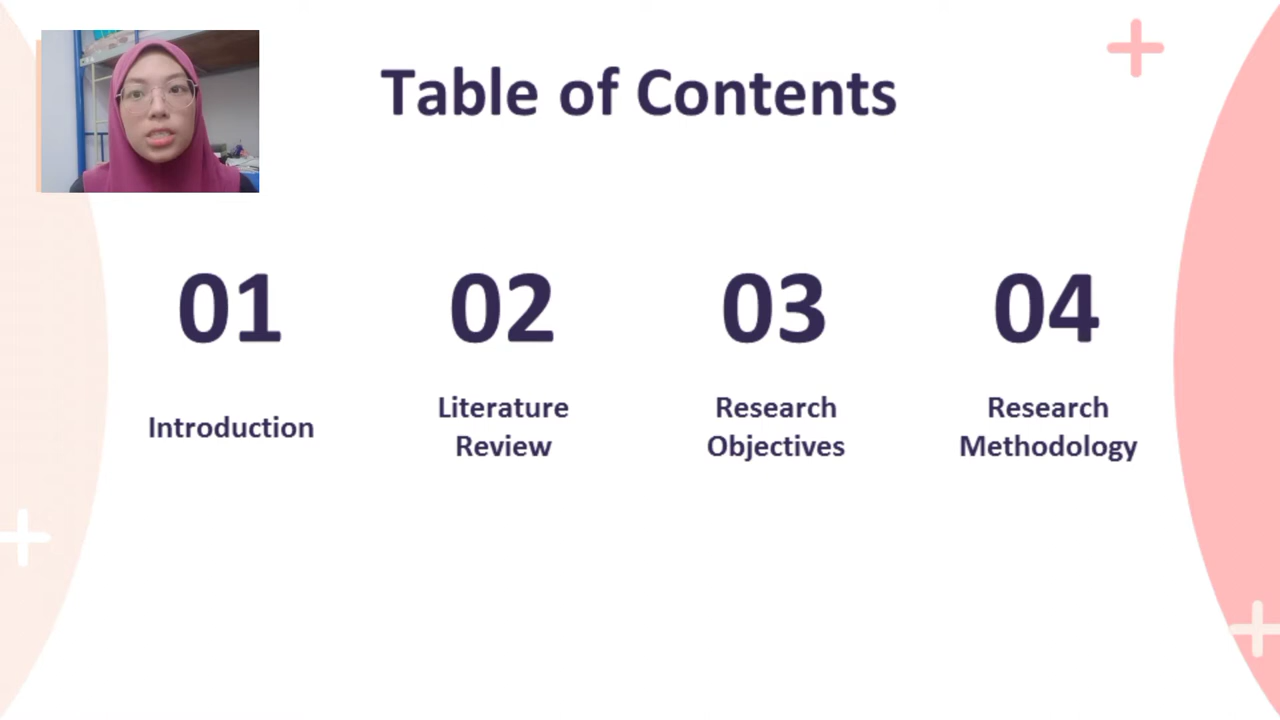 Table of Contents
01
02
03
04
Introduction
Literature
Review
Research
Objectives
Research
Methodology